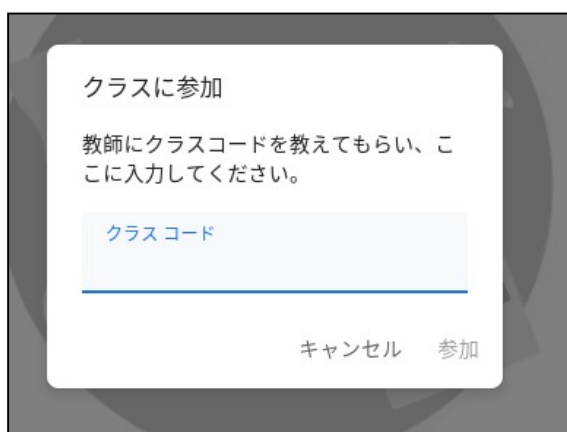 クラスに参加
教師にクラスコードを教えてもらい、こ
こに入力してください。
クラス コード
キャンセル 参加